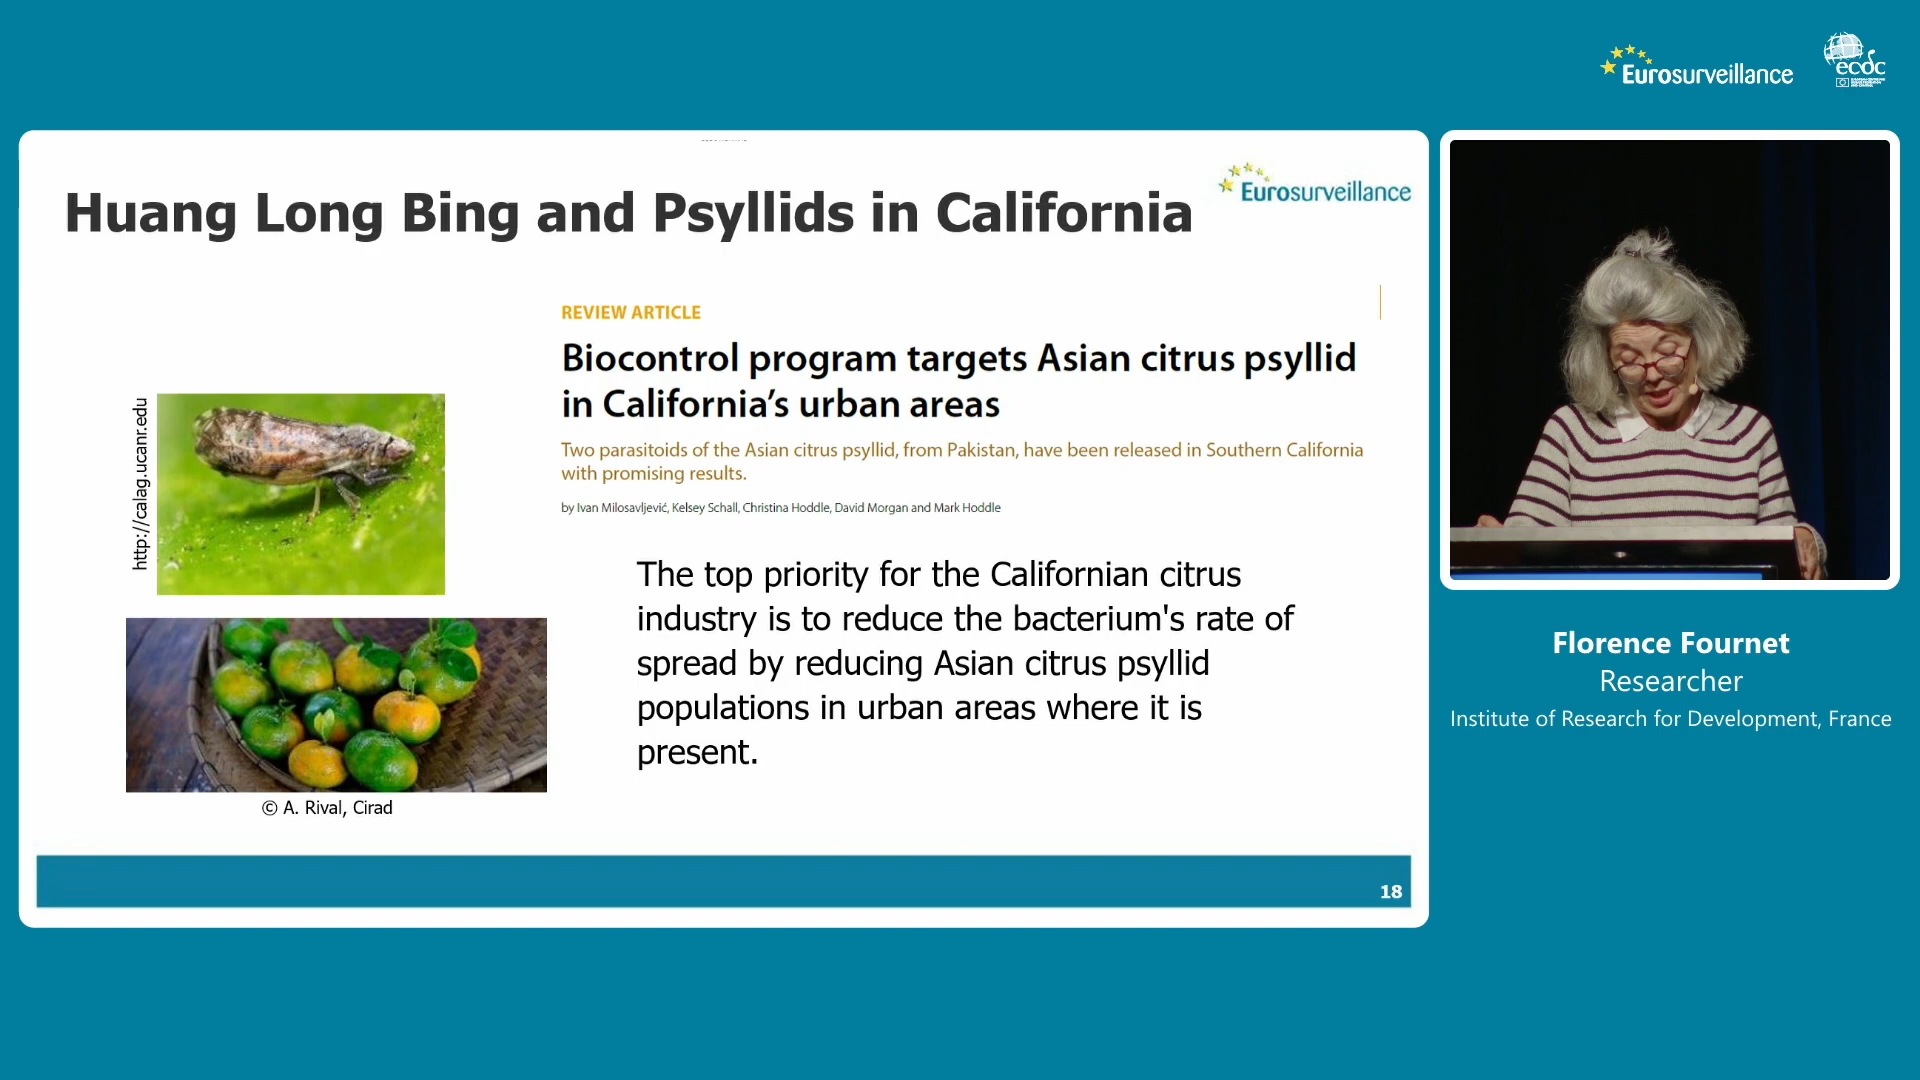 Eurosurveillance
ecdc
Huang Long Bing and Psyllids in California
Eurosurveillance
REVIEW ARTICLE
Biocontrol program targets Asian citrus psyllid
in California’s urban areas
Two parasitoids of the Asian citrus psyllid, from Pakistan, have been released in Southern California
with promising results.
by Ivan Milosavljević, Kelsey Schall, Christina Hoddle, David Morgan and Mark Hoddle
http://calag.ucanr.edu
The top priority for the Californian citrus
industry is to reduce the bacterium's rate of
spread by reducing Asian citrus psyllid
populations in urban areas where it is
present.
© A. Rival, Cirad
18
Florence Fournet
Researcher
Institute of Research for Development, France